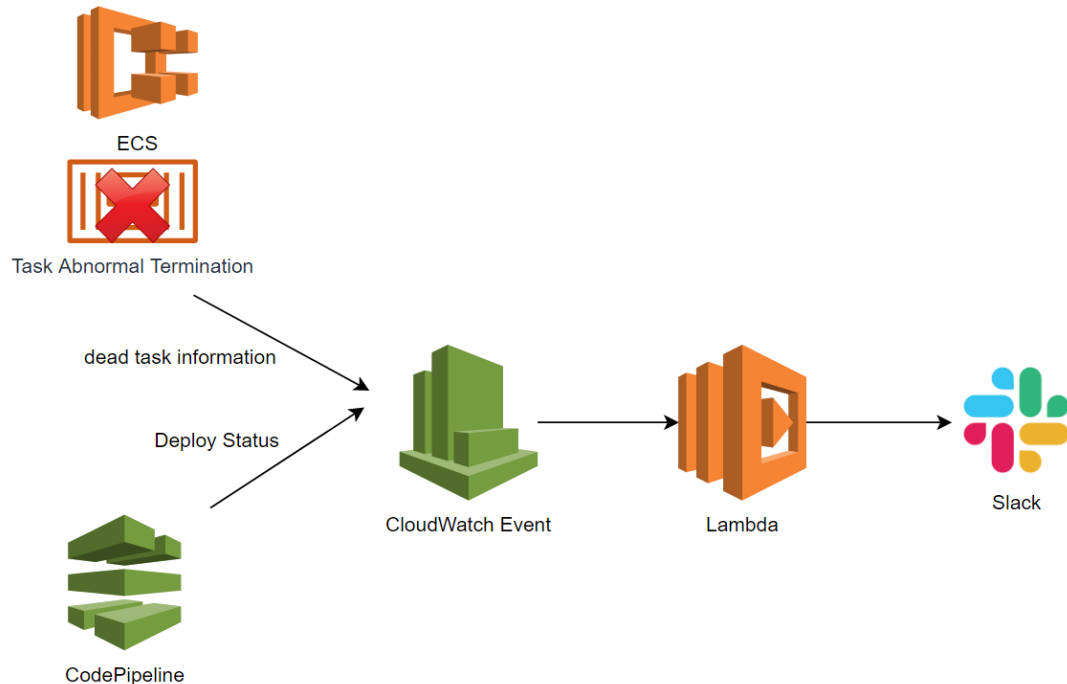 ECS
Task Abnormal Termination
dead task information
Deploy Status
CloudWatch Event
Lambda
Slack
CodePipeline